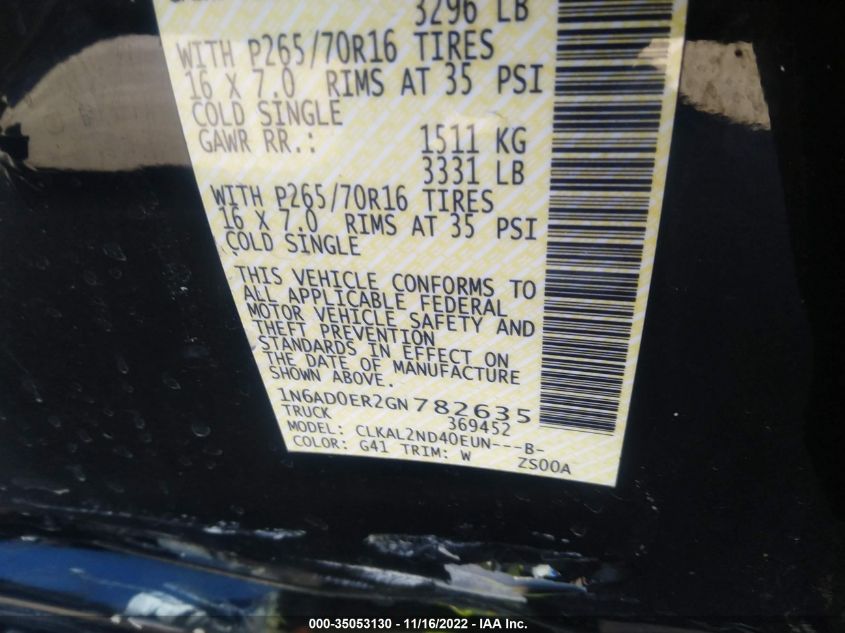 3296 LB
WITH P265/70R16 TIRES
16 X 7.0 RIMS AT 35 PSI
COLD SINGLE
GAWR RR.: 1511 KG
3331 LB
WITH P265/70R16 TIRES
16 X 7.0 RIMS AT 35 PSI
COLD SINGLE
THIS VEHICLE CONFORMS TO
ALL APPLICABLE FEDERAL
MOTOR VEHICLE SAFETY AND
THEFT PREVENTION
STANDARDS IN EFFECT ON
THE DATE OF MANUFACTURE
SHOWN ABOVE.
1N6AD0ER2GN782635
TRUCK 369452
MODEL: CLKAL2ND40EUN---B-
COLOR: G41 TRIM: W ZS00A
000-35053130 - 11/16/2022 - IAA Inc.